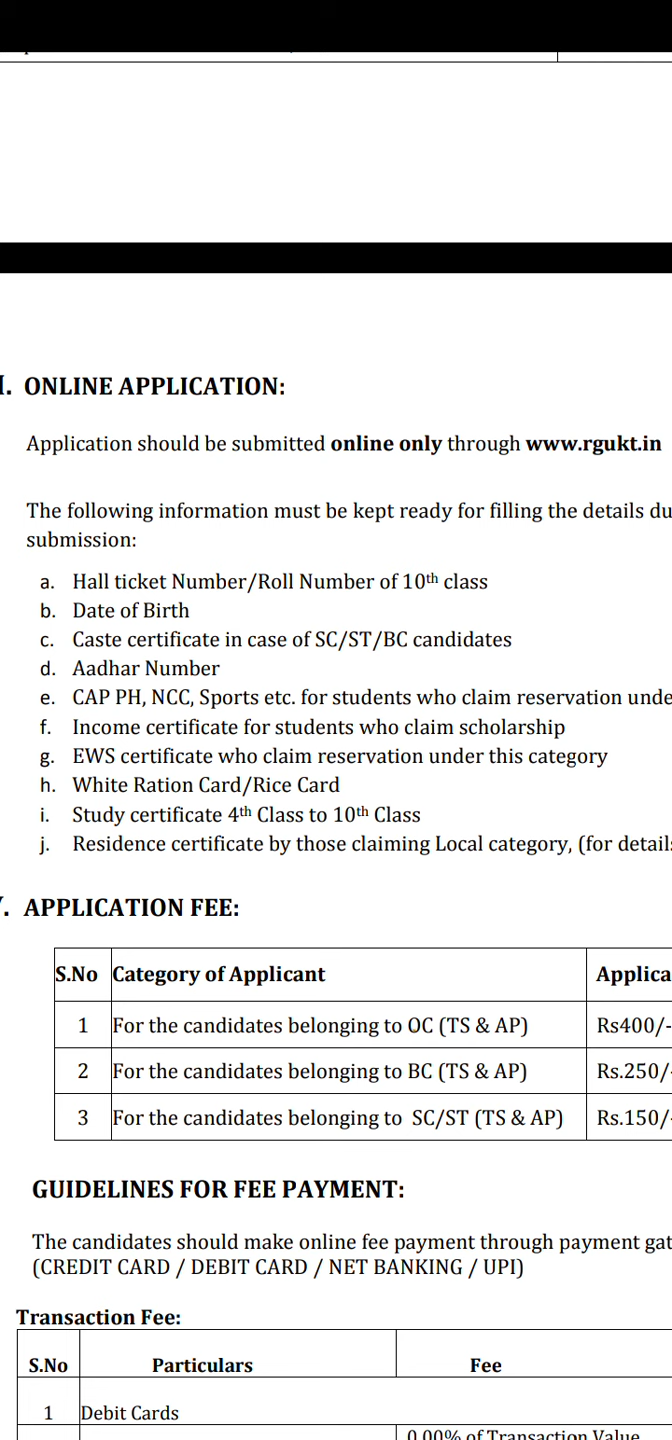 I. ONLINE APPLICATION:
Application should be submitted online only through www.rgukt.in
The following information must be kept ready for filling the details du
submission:
a. Hall ticket Number/Roll Number of 10th class
b. Date of Birth
c. Caste certificate in case of SC/ST/BC candidates
d. Aadhar Number
e. CAP PH, NCC, Sports etc. for students who claim reservation unde
f. Income certificate for students who claim scholarship
g. EWS certificate who claim reservation under this category
h. White Ration Card/Rice Card
i. Study certificate 4th Class to 10th Class
j. Residence certificate by those claiming Local category, (for details
. APPLICATION FEE:
S.No Category of Applicant Applica
1 For the candidates belonging to OC (TS & AP) Rs400/-
2 For the candidates belonging to BC (TS & AP) Rs.250/-
3 For the candidates belonging to SC/ST (TS & AP) Rs.150/-
GUIDELINES FOR FEE PAYMENT:
The candidates should make online fee payment through payment gat
(CREDIT CARD / DEBIT CARD / NET BANKING / UPI)
Transaction Fee:
S.No Particulars Fee
1 Debit Cards
0.00% of Transaction Value